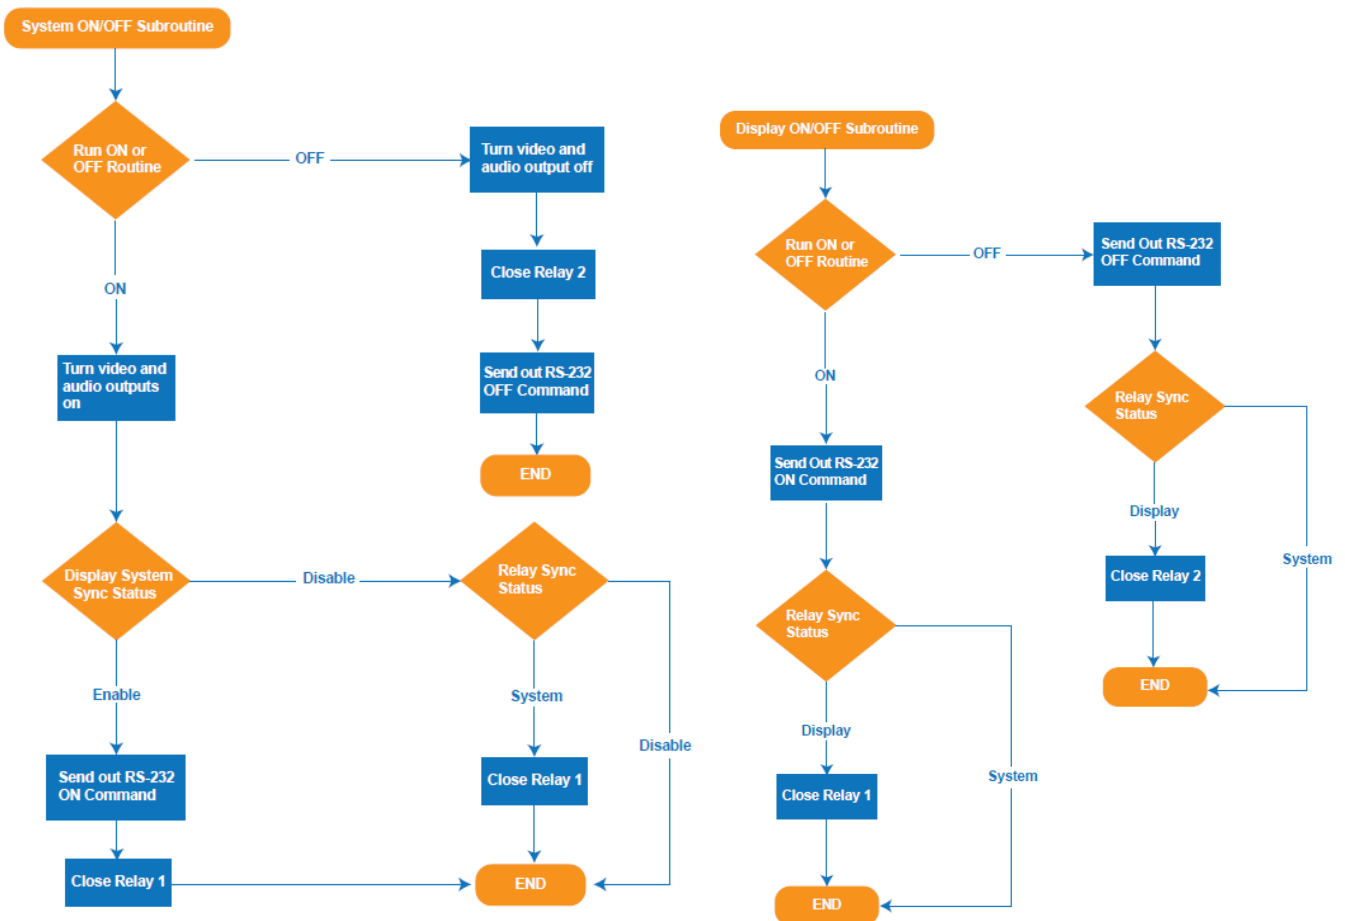 System ON/OFF Subroutine
Run ON or
OFF Routine
OFF
Turn video and
audio output off
Close Relay 2
Send out RS-232
OFF Command
END
ON
Turn video and
audio outputs
on
Display System
Sync Status
Disable
Relay Sync
Status
Enable
System
Disable
Send out RS-232
ON Command
Close Relay 1
Close Relay 1
END
Display ON/OFF Subroutine
Run ON or
OFF Routine
OFF
Send Out RS-232
OFF Command
Relay Sync
Status
Display
System
Close Relay 2
END
ON
Send Out RS-232
ON Command
Relay Sync
Status
Display
System
Close Relay 1
END